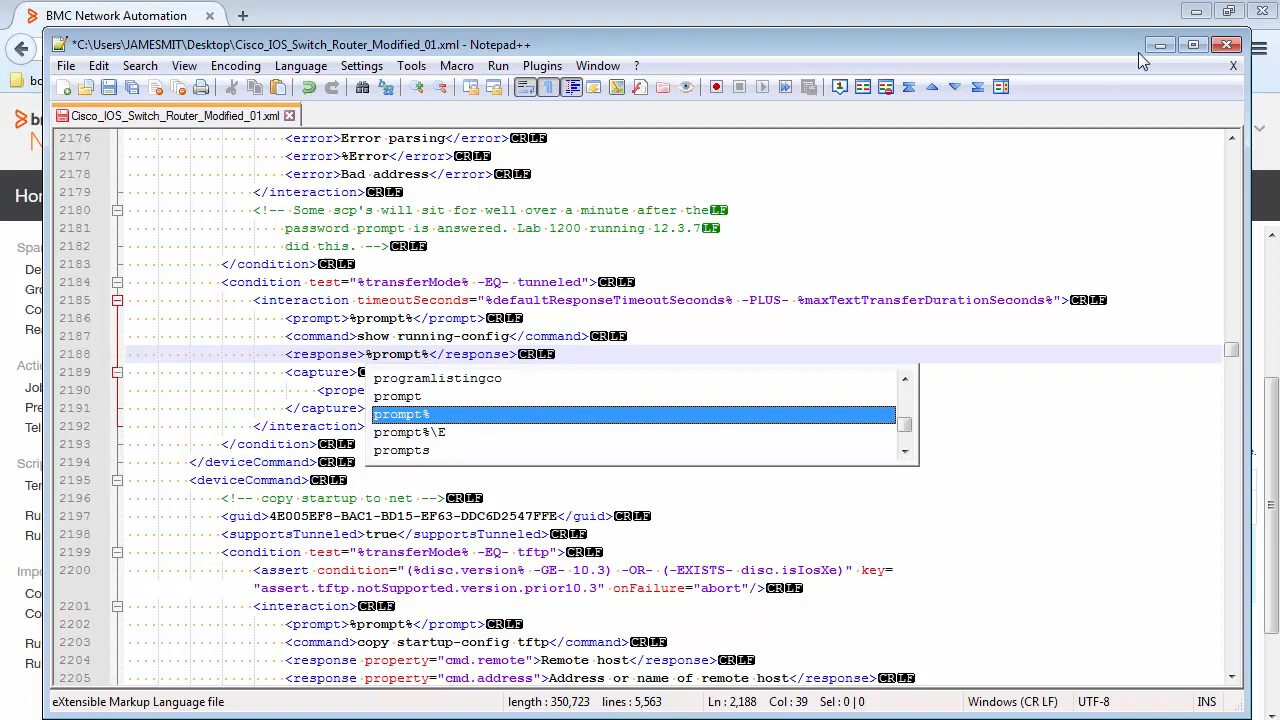 BMC Network Automation
*C:\Users\JAMESMIT\Desktop\Cisco_IOS_Switch_Router_Modified_01.xml - Notepad++
File Edit Search View Encoding Language Settings Tools Macro Run Plugins Window ? X
Cisco_IOS_Switch_Router_Modified_01.xml
2176 <error>Error parsing</error>CRLF
2177 <error>%Error</error>CRLF
2178 <error>Bad address</error>CRLF
2179 </interaction>CRLF
2180 <!-- Some scp's will sit for well over a minute after theLF
2181 password prompt is answered. Lab 1200 running 12.3.7LF
2182 did this. -->CRLF
2183 </condition>CRLF
2184 <condition test="%transferMode% -EQ- tunneled">CRLF
2185 <interaction timeoutSeconds="%defaultResponseTimeoutSeconds% -PLUS- %maxTextTransferDurationSeconds%">CRLF
2186 <prompt>%prompt%</prompt>CRLF
2187 <command>show running-config</command>CRLF
2188 <response>%prompt%</response>CRLF
2189 <capture>
programlistingco
2190 <prope
prompt
2191 </capture>
prompt%
2192 </interaction>
prompt%\E
2193 </condition>CRLF
prompts
2194 </deviceCommand>CRLF
2195 <deviceCommand>CRLF
2196 <!-- copy startup to net -->CRLF
2197 <guid>4E005EF8-BAC1-BD15-EF63-DDC6D2547FFE</guid>CRLF
2198 <supportsTunneled>true</supportsTunneled>CRLF
2199 <condition test="%transferMode% -EQ- tftp">CRLF
2200 <assert condition="(%disc.version% -GE- 10.3) -OR- (-EXISTS- disc.isIosXe)" key=
"assert.tftp.notSupported.version.prior10.3" onFailure="abort"/>CRLF
2201 <interaction>CRLF
2202 <prompt>%prompt%</prompt>CRLF
2203 <command>copy startup-config tftp</command>CRLF
2204 <response property="cmd.remote">Remote host</response>CRLF
2205 <response property="cmd.address">Address or name of remote host</response>CRLF
eXtensible Markup Language file length : 350,723 lines : 5,563 Ln : 2,188 Col : 39 Sel : 0 | 0 Windows (CR LF) UTF-8 INS